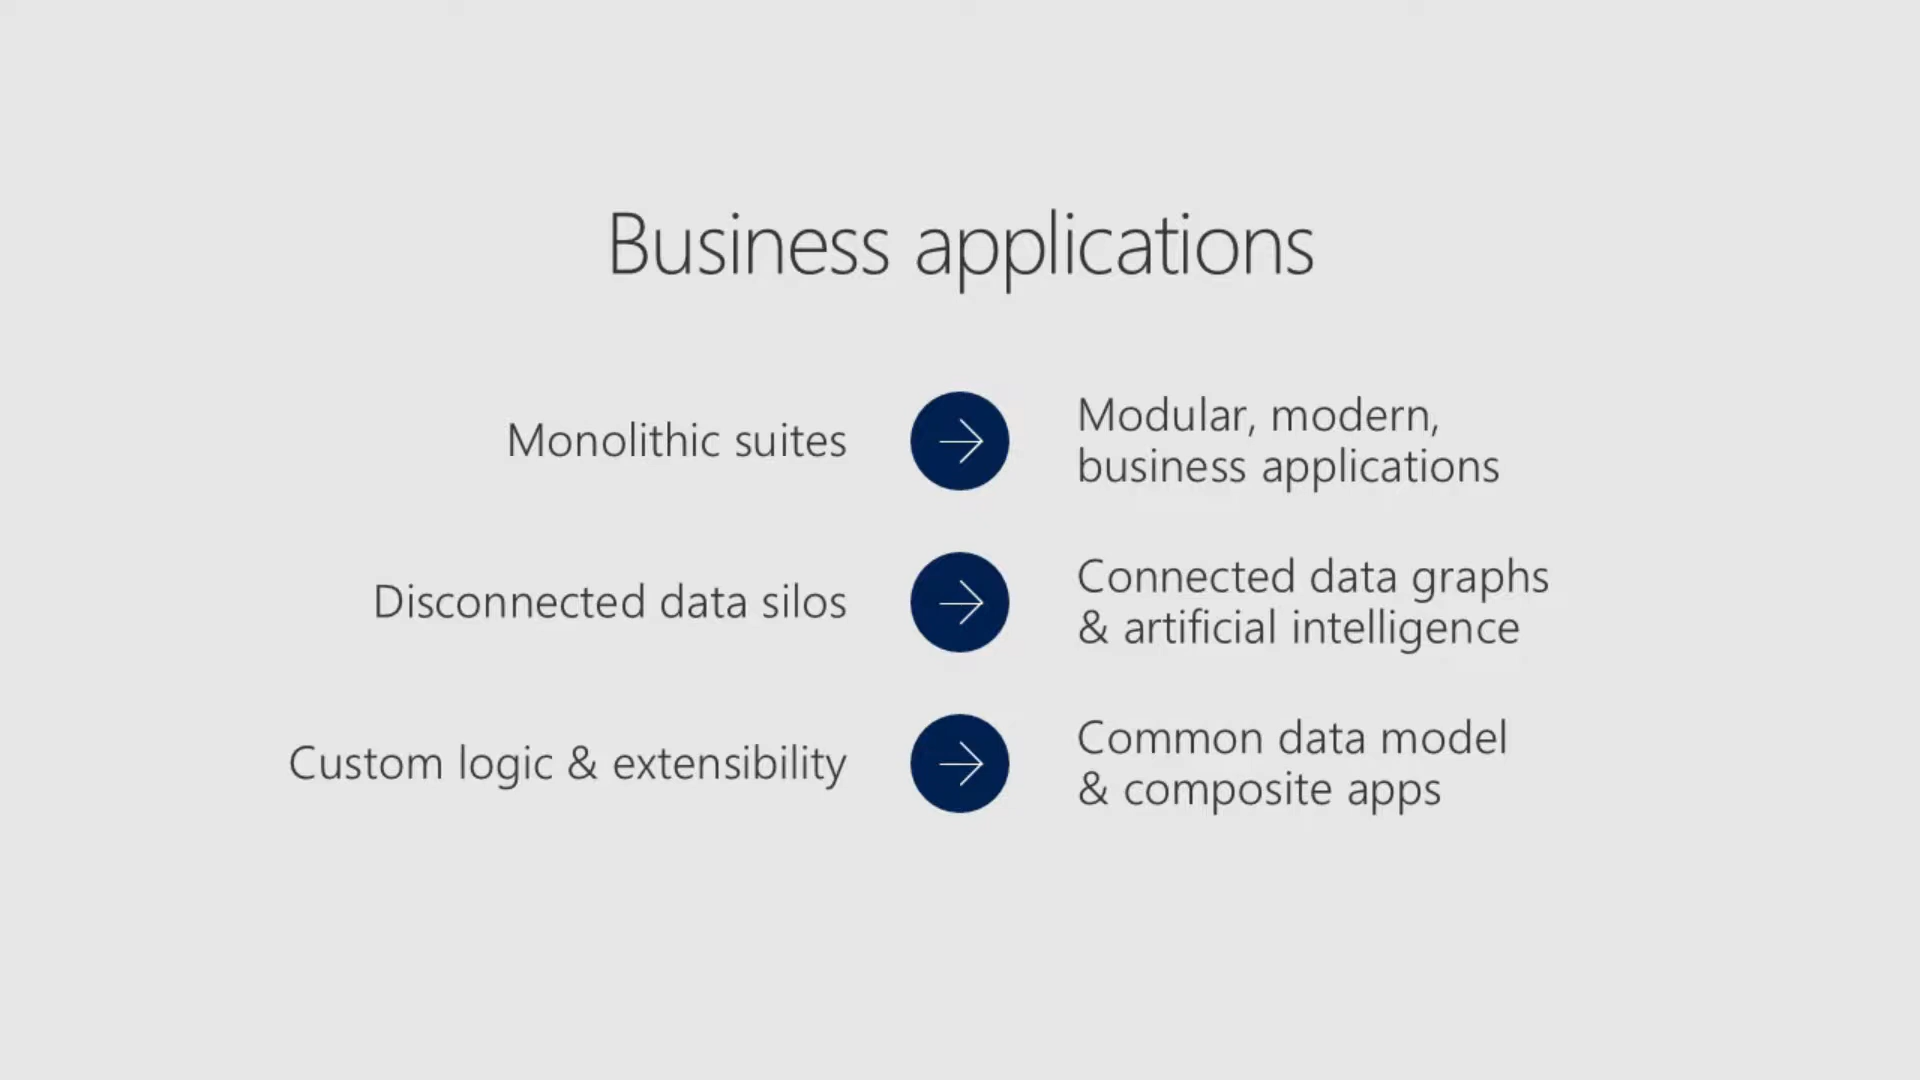 Business applications
Monolithic suites
Modular, modern,
business applications
Disconnected data silos
Connected data graphs
& artificial intelligence
Custom logic & extensibility
Common data model
& composite apps